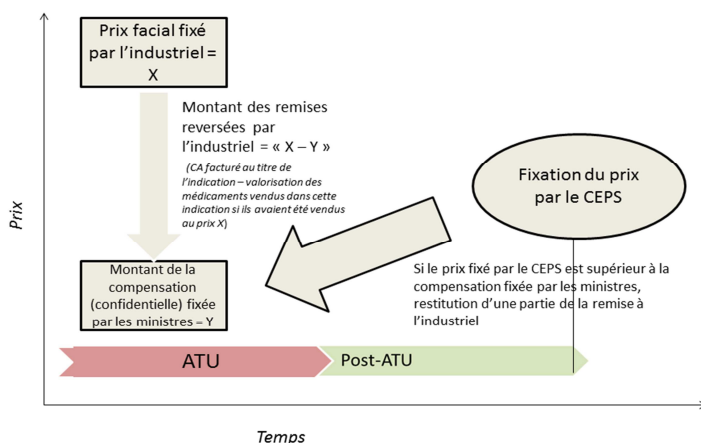 Prix facial fixé
par l'industriel =
X
Montant des remises
reversées par
l'industriel = « X – Y »
(CA facturé au titre de
l'indication – valorisation des
médicaments vendus dans cette
indication si ils avaient été vendus
au prix X)
Fixation du prix
par le CEPS
Prix
Montant de la
compensation
(confidentielle) fixée
par les ministres = Y
Si le prix fixé par le CEPS est supérieur à la
compensation fixée par les ministres,
restitution d'une partie de la remise à
l'industriel
ATU
Post-ATU
Temps